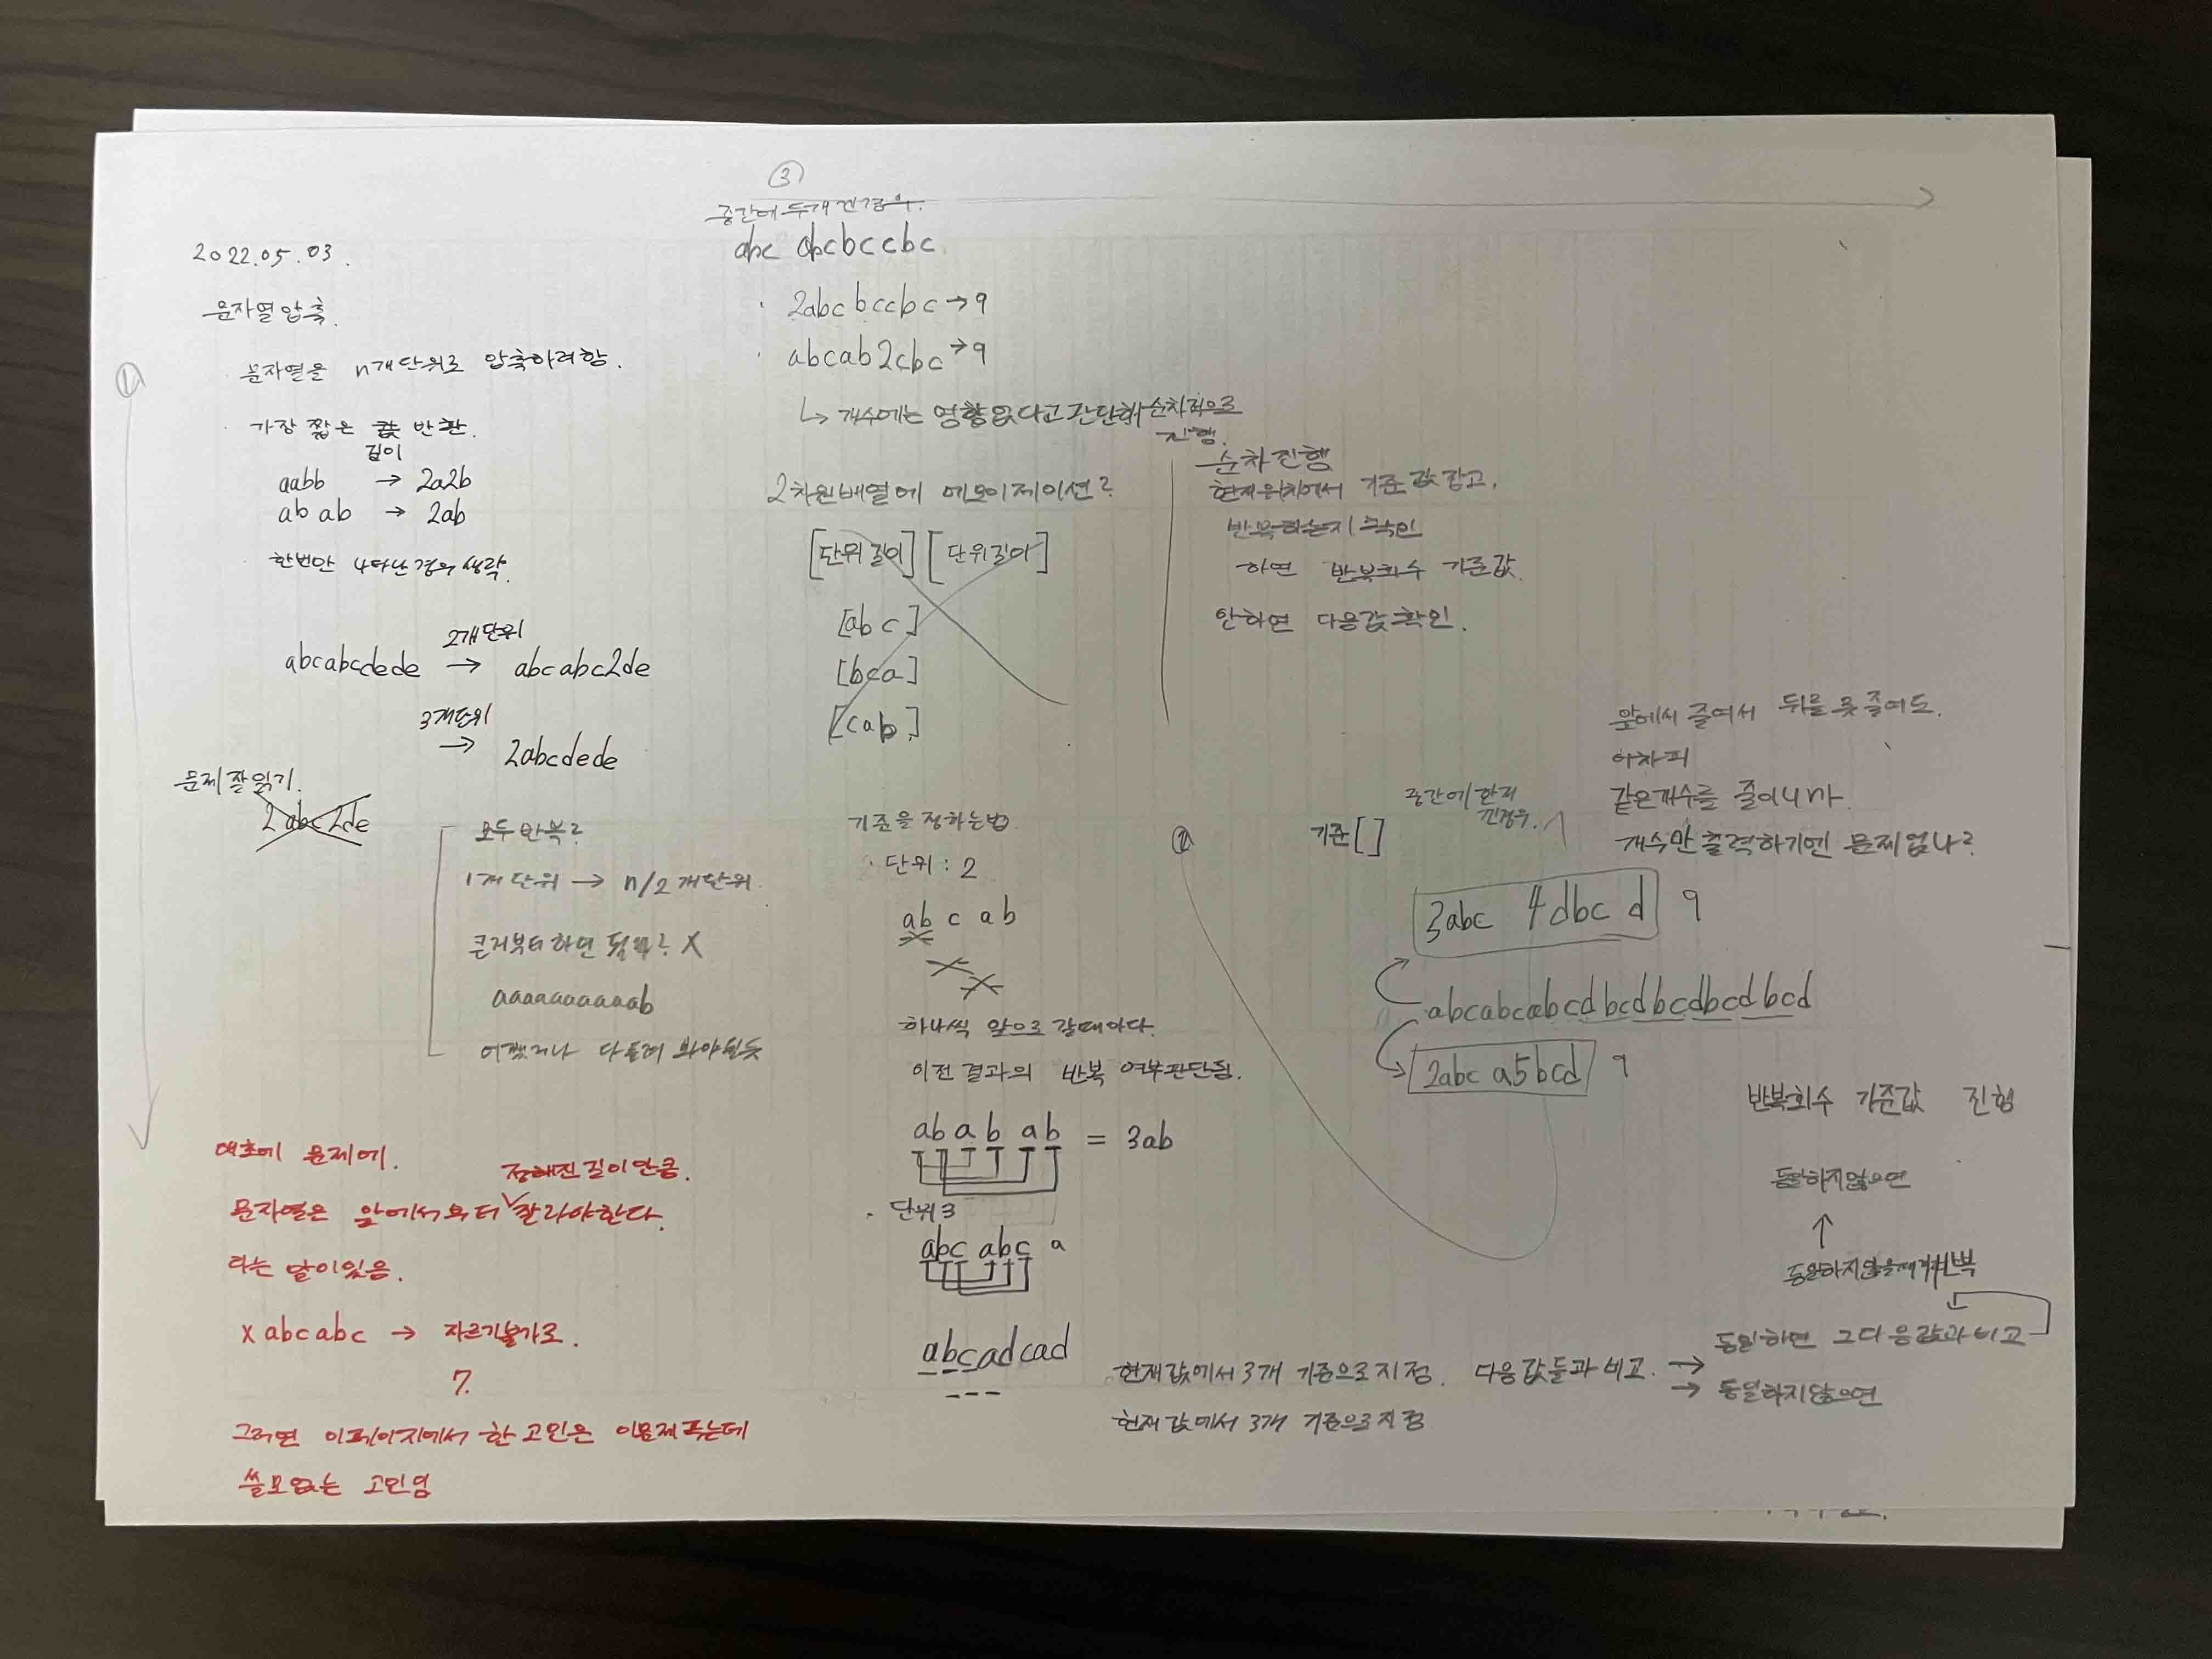 2022.05.03.
문자열 압축.
①
문자열을 n개 단위로 압축하려함.
가장 짧은 값 반환.
길이
aabb → 2a2b
ab ab → 2ab
한번만 나타난경우 생략.
abcabcdede 2개단위 → abcabc2de
3개단위
→ 2abcdede
문제 잘 읽기.
2abc2de
모두 반복?
1개 단위 → n/2 개단위.
큰거부터 하면 될까? X
aaaaaaaaaab
어쨌거나 다 돌려 봐야될듯
애초에 문제에.
정해진 길이 만큼.
문자열은 앞에서부터 잘라야한다.
라는 말이있음.
xabcabc → 자르기불가로.
7.
그러면 이페이지에서 한 고민은 이문제 푸는데
쓸모없는 고민임
③
중간에 두개 낀경우.
abc abcbccbc
· 2abcbccbc → 9
· abcab2cbc → 9
↳ 개수에는 영향없다고 판단해 순차적으로
진행.
2차원배열에 메모이제이션?
[단위길이] [단위길이]
[abc]
[bca]
[cab]
순차진행
현재위치에서 기준값 잡고,
반복하는지 확인
하면 반복회수 기준값.
안하면 다음값 확인.
기준을 정하는법.
· 단위 : 2
ab c ab
하나씩 앞으로 갈때마다.
이전 결과의 반복 여부판단됨.
ab ab ab = 3ab
· 단위 3
abc abc a
abcadcad
현재값에서 3개 기준으로 지정. 다음 값들과 비교. → 동일하면 그다음값과 비교
→ 동일하지않으면
현재값에서 3개 기준으로 지정
②
기준[]
중간에 한개
낀경우.
앞에서 줄여서 뒤를 못줄여도.
어차피
같은개수를 줄이니까.
개수만 출력하기엔 문제없나?
3abc 4dbc d 9
abcabcabcdbcdbcdbcdbcd
2abc a5bcd 9
반복회수 기준값 진행
동일하지않으면
↑
동일하지않을때까지반복